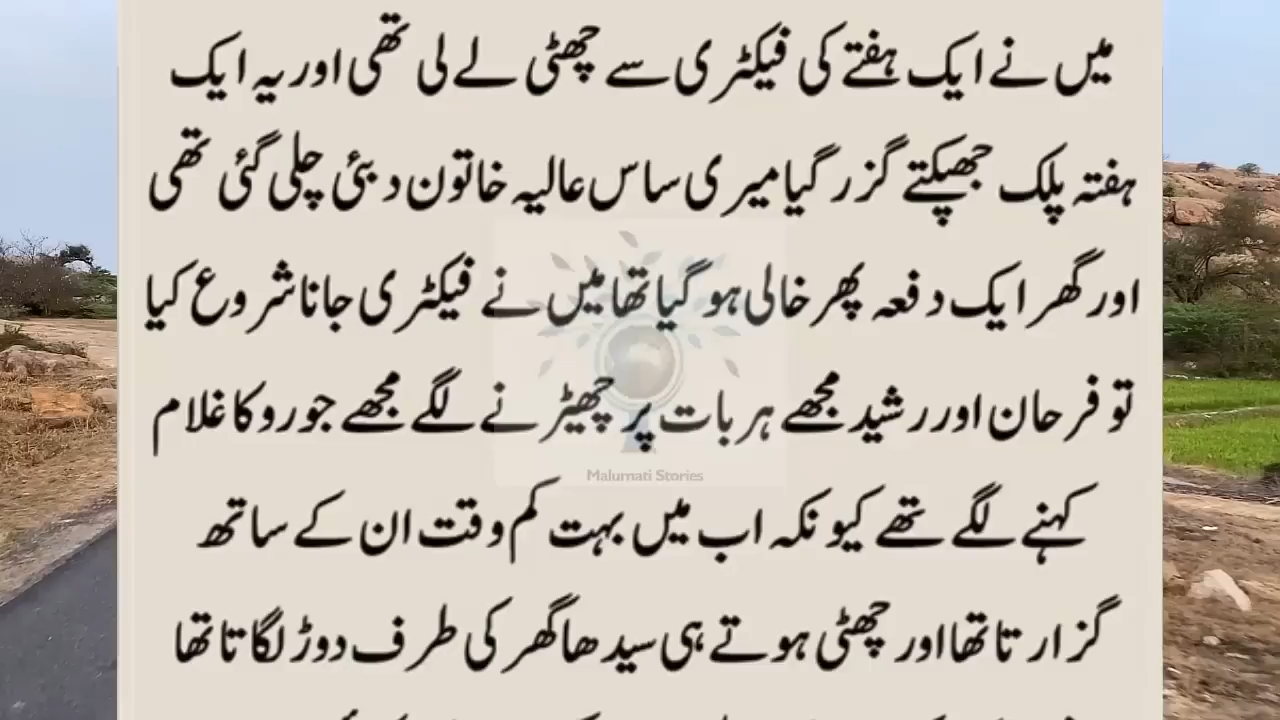 میں نے ایک ہفتے کی فیکٹری سے چھٹی لے لی تھی اور یہ ایک
ہفتہ پلک جھپکتے گزر گیا میری ساس عالیہ خاتون دبئی چلی گئی تھی
اور گھر ایک دفعہ پھر خالی ہو گیا تھا میں نے فیکٹری جانا شروع کیا
تو فرحان اور رشید مجھے ہر بات پر چھیڑنے لگے مجھے جورو کا غلام
Malumati Stories
کہنے لگے تھے کیونکہ اب میں بہت کم وقت ان کے ساتھ
گزارتا تھا اور چھٹی ہوتے ہی سیدھا گھر کی طرف دوڑ لگاتا تھا